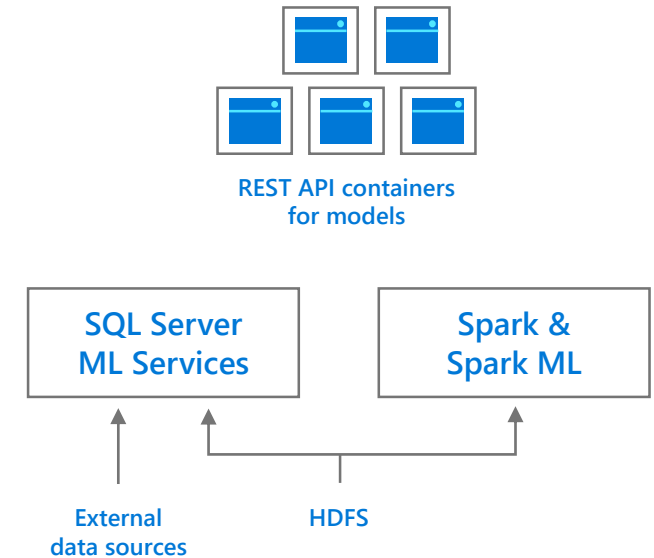 REST API containers
for models
SQL Server
ML Services
Spark &
Spark ML
External
data sources
HDFS